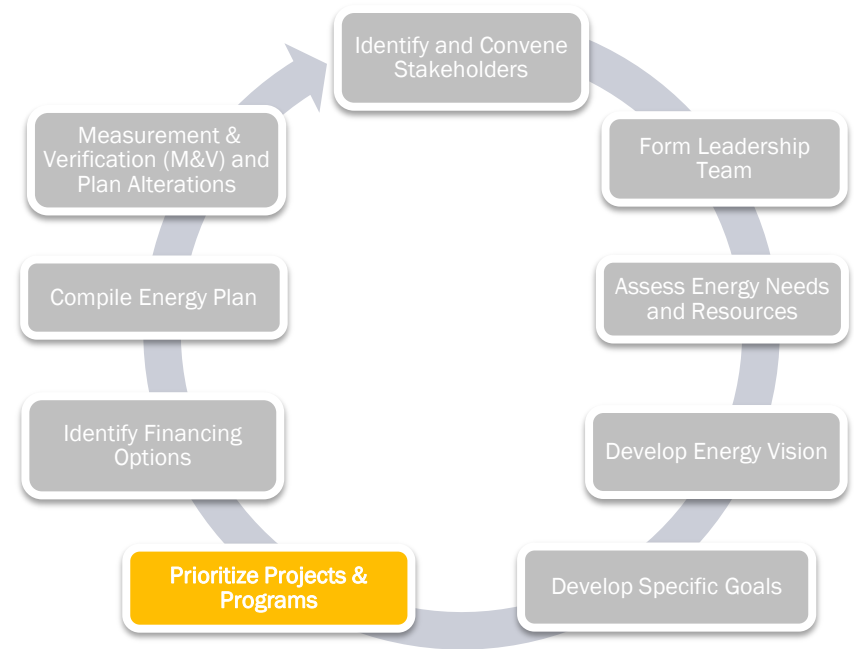 Identify and Convene
Stakeholders
Form Leadership
Team
Assess Energy Needs
and Resources
Develop Energy Vision
Develop Specific Goals
Prioritize Projects &
Programs
Identify Financing
Options
Compile Energy Plan
Measurement &
Verification (M&V) and
Plan Alterations